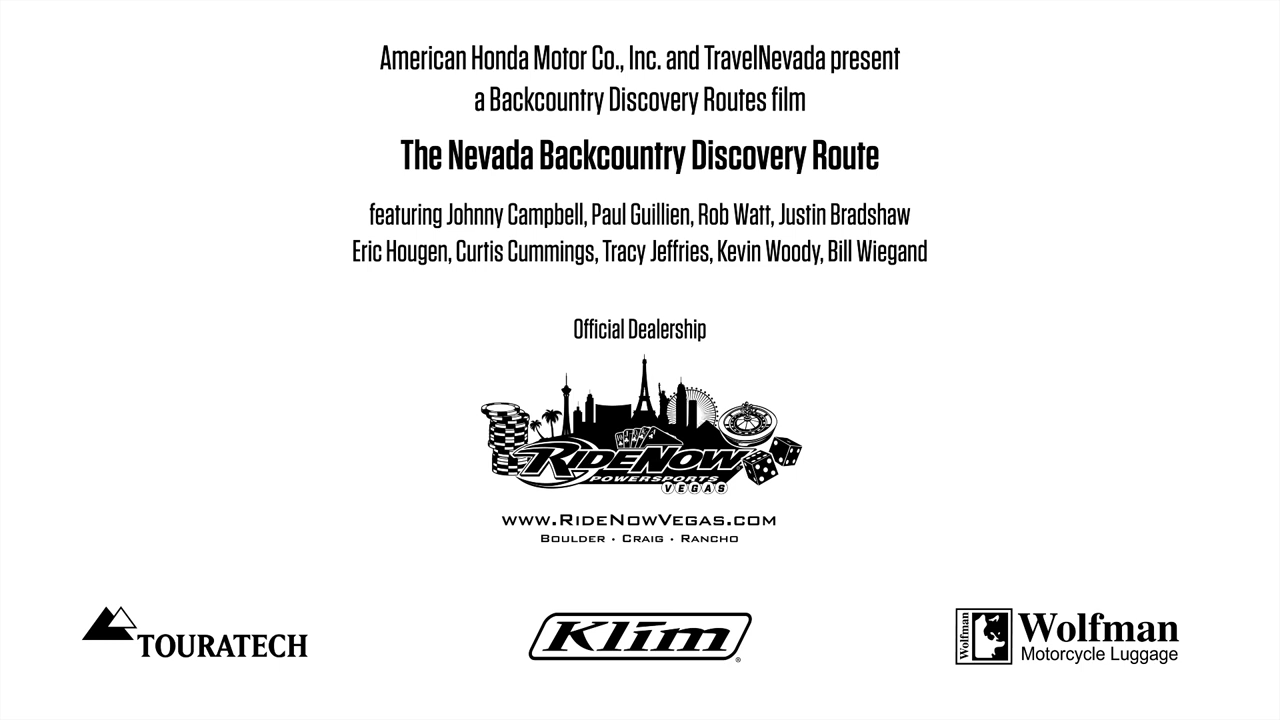 American Honda Motor Co., Inc. and TravelNevada present
a Backcountry Discovery Routes film
The Nevada Backcountry Discovery Route
featuring Johnny Campbell, Paul Guillien, Rob Watt, Justin Bradshaw
Eric Hougen, Curtis Cummings, Tracy Jeffries, Kevin Woody, Bill Wiegand
Official Dealership
RIDENOW
POWERSPORTS
VEGAS
WWW.RIDENOWVEGAS.COM
BOULDER · CRAIG · RANCHO
TOURATECH
Klim®
Wolfman
Wolfman
Motorcycle Luggage